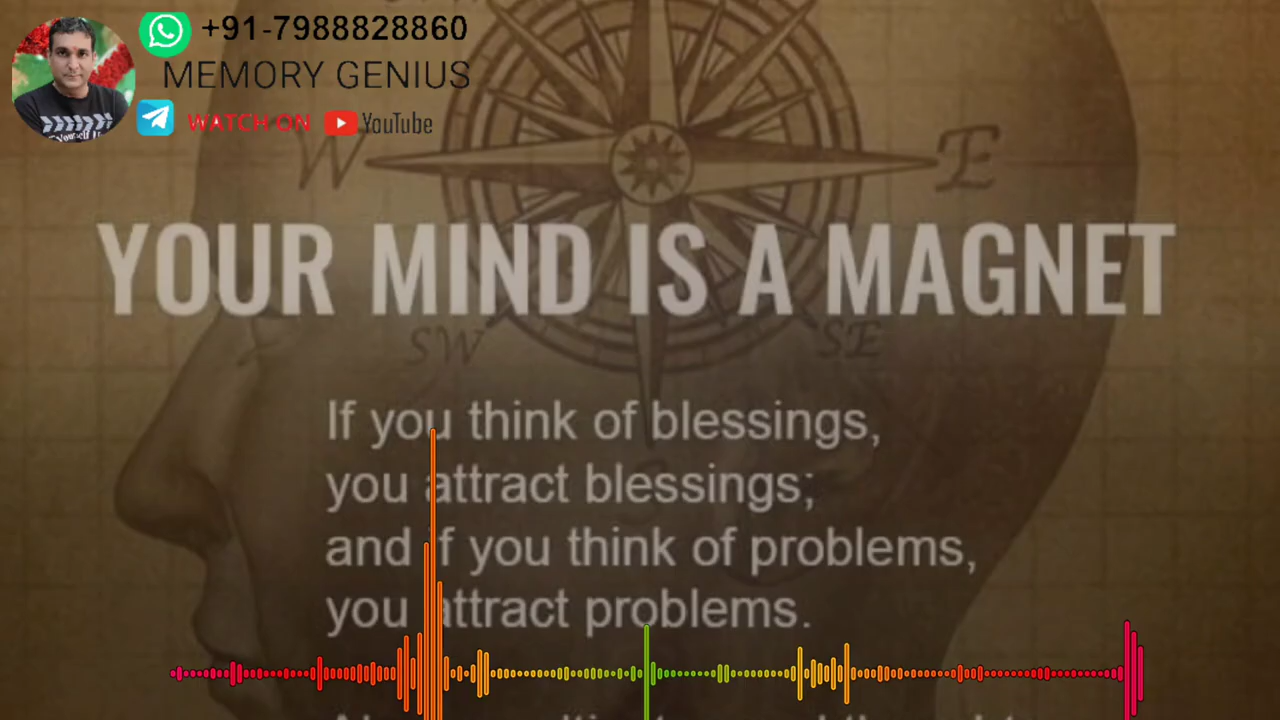 +91-7988828860
MEMORY GENIUS
WATCH ON YouTube
W
E
YOUR MIND IS A MAGNET
SW
SE
If you think of blessings,
you attract blessings;
and if you think of problems,
you attract problems.